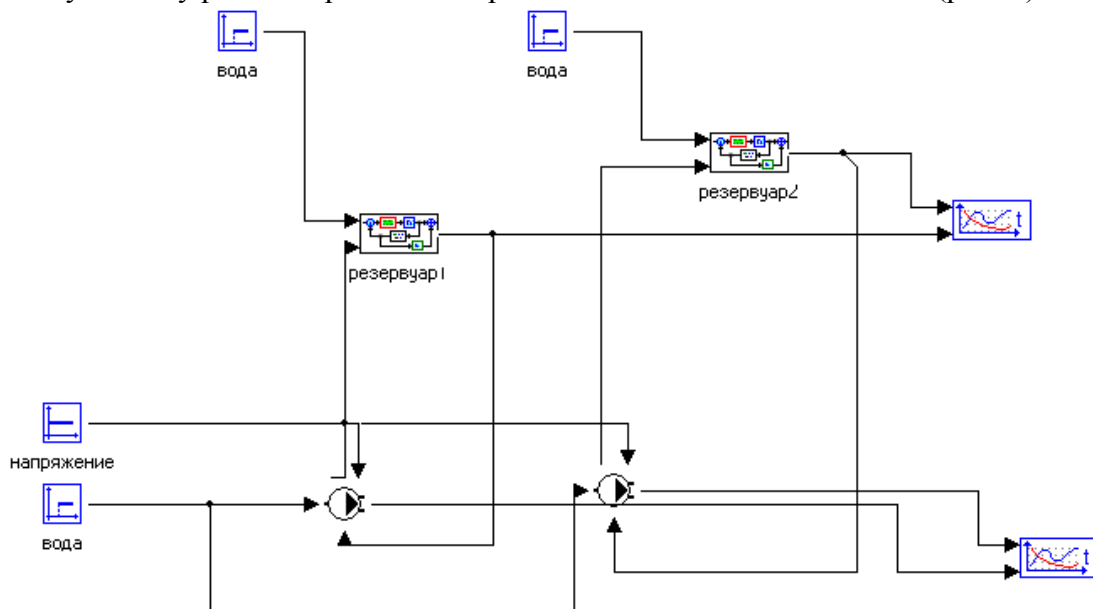 вода
вода
резервуар2
резервуар1
t
напряжение
вода
t